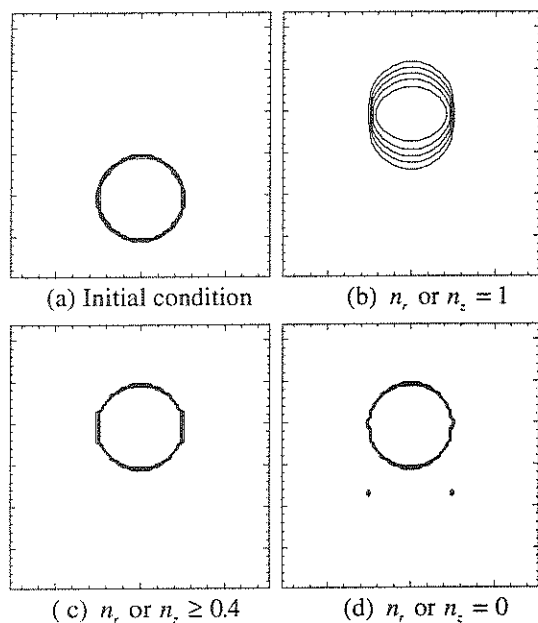 (a) Initial condition
(b) n_r or n_z = 1
(c) n_r or n_z ≥ 0.4
(d) n_r or n_z = 0